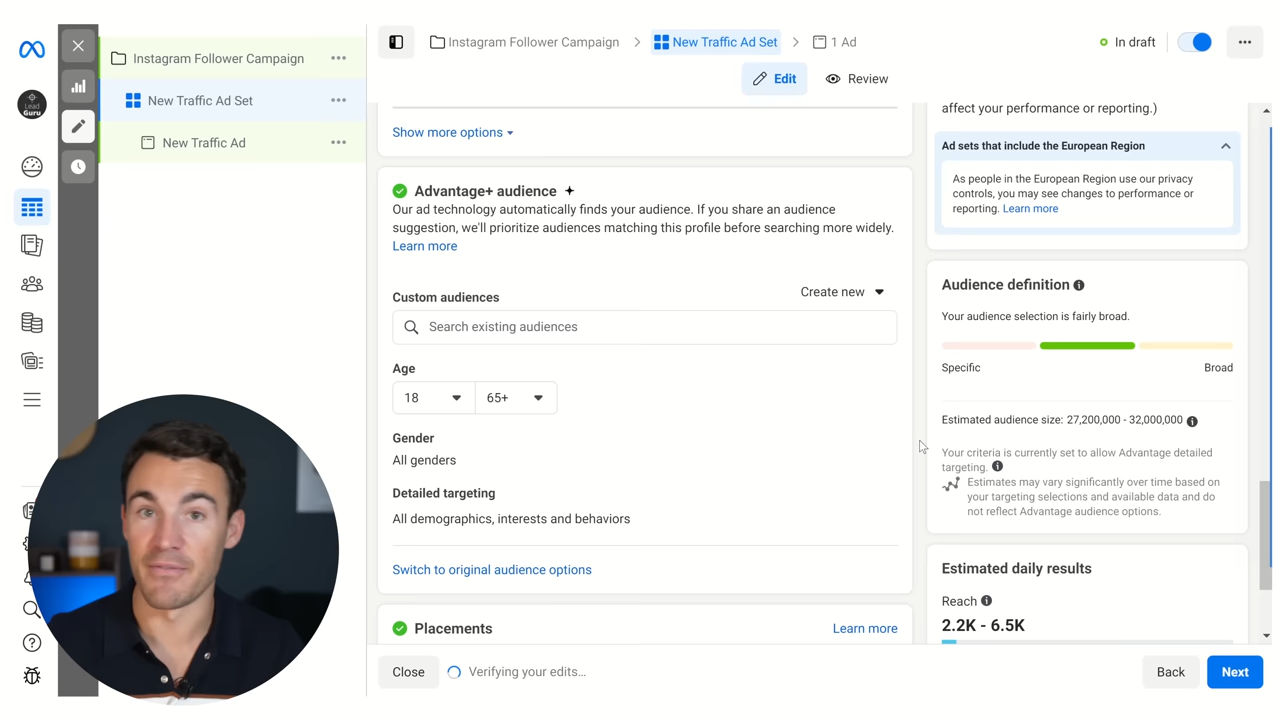 Instagram Follower Campaign
New Traffic Ad Set
New Traffic Ad
Lead
Guru
Instagram Follower Campaign
New Traffic Ad Set
1 Ad
In draft
Edit
Review
Show more options
Advantage+ audience
Our ad technology automatically finds your audience. If you share an audience
suggestion, we'll prioritize audiences matching this profile before searching more widely.
Learn more
Custom audiences
Create new
Search existing audiences
Age
18
65+
Gender
All genders
Detailed targeting
All demographics, interests and behaviors
Switch to original audience options
Placements
Learn more
affect your performance or reporting.)
Ad sets that include the European Region
As people in the European Region use our privacy
controls, you may see changes to performance or
reporting. Learn more
Audience definition
Your audience selection is fairly broad.
Specific
Broad
Estimated audience size: 27,200,000 - 32,000,000
Your criteria is currently set to allow Advantage detailed
targeting.
Estimates may vary significantly over time based on
your targeting selections and available data and do
not reflect Advantage audience options.
Estimated daily results
Reach
2.2K - 6.5K
Close
Verifying your edits…
Back
Next